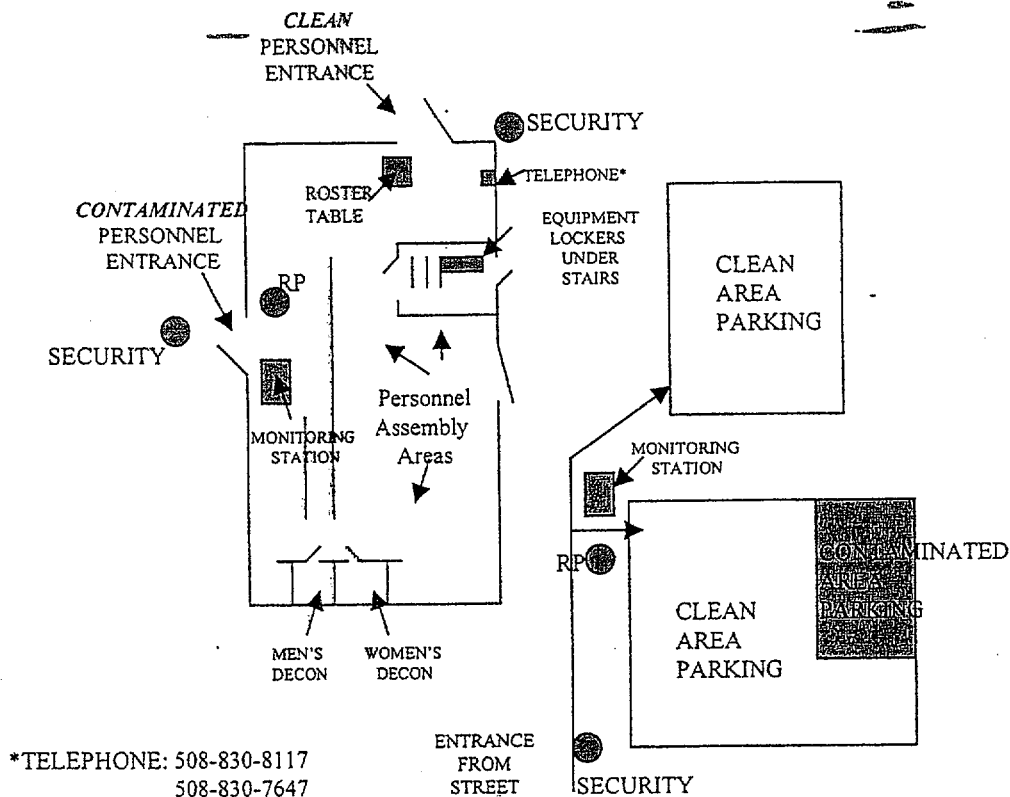 CLEAN
PERSONNEL
ENTRANCE
SECURITY
TELEPHONE*
ROSTER
TABLE
EQUIPMENT
LOCKERS
UNDER
STAIRS
CONTAMINATED
PERSONNEL
ENTRANCE
RP
SECURITY
CLEAN
AREA
PARKING
Personnel
Assembly
Areas
MONITORING
STATION
MONITORING
STATION
RP
CONTAMINATED
AREA
PARKING
CLEAN
AREA
PARKING
MEN'S
DECON
WOMEN'S
DECON
*TELEPHONE: 508-830-8117
508-830-7647
ENTRANCE
FROM
STREET
SECURITY